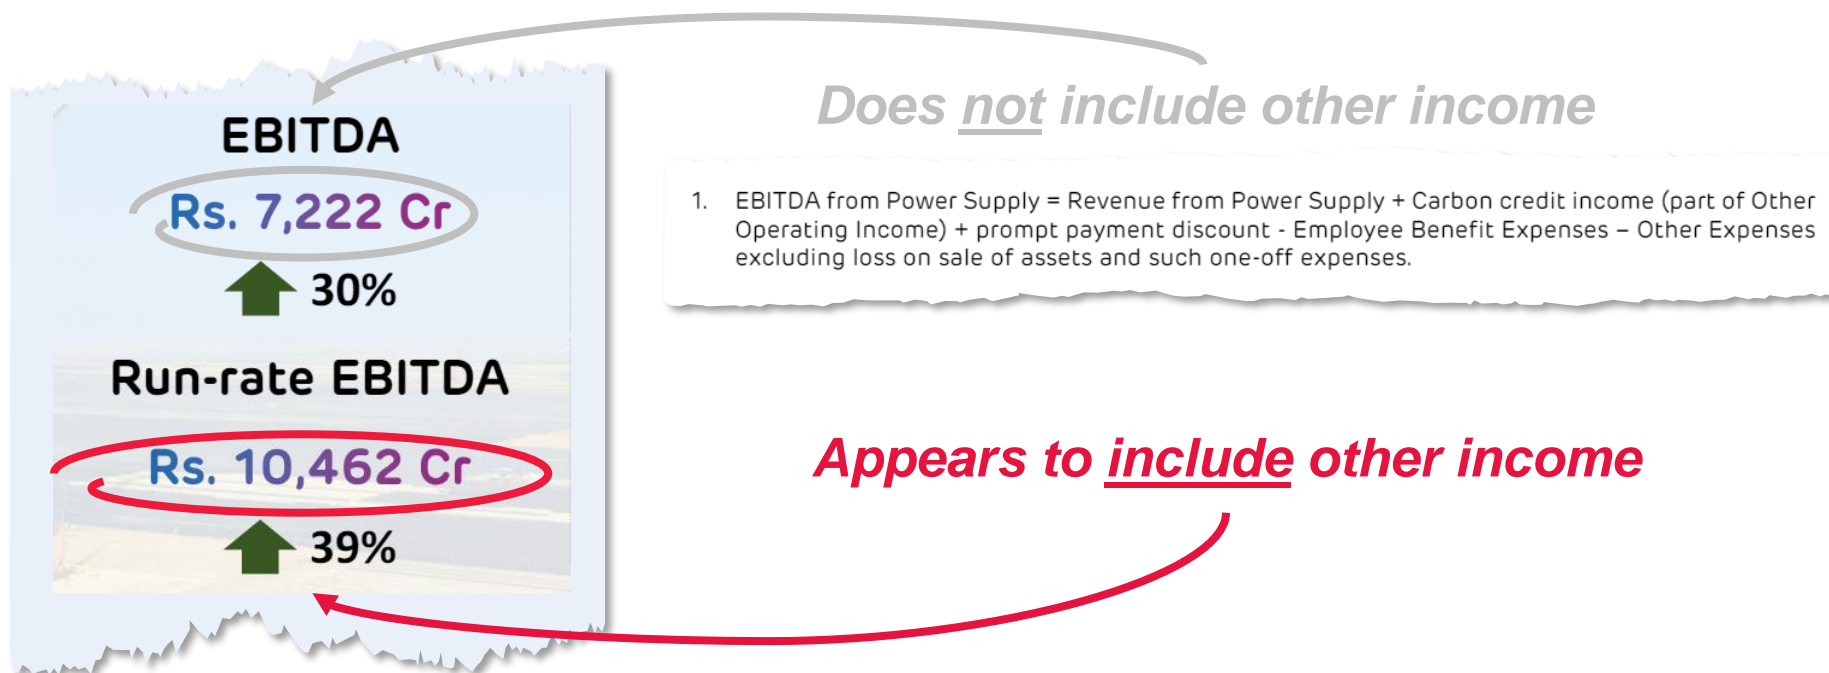 EBITDA
Rs. 7,222 Cr
30%
Run-rate EBITDA
Rs. 10,462 Cr
39%
Does not include other income
1. EBITDA from Power Supply = Revenue from Power Supply + Carbon credit income (part of Other
Operating Income) + prompt payment discount - Employee Benefit Expenses – Other Expenses
excluding loss on sale of assets and such one-off expenses.
Appears to include other income